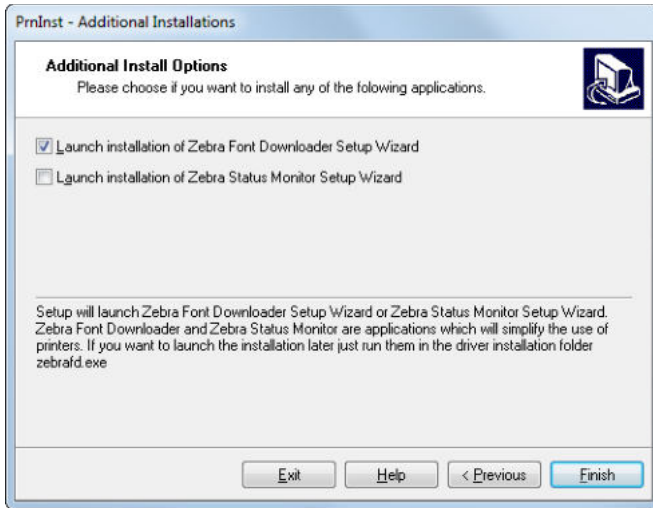 PrnInst - Additional Installations
Additional Install Options
Please choose if you want to install any of the folowing applications.
Launch installation of Zebra Font Downloader Setup Wizard
Launch installation of Zebra Status Monitor Setup Wizard
Setup will launch Zebra Font Downloader Setup Wizard or Zebra Status Monitor Setup Wizard.
Zebra Font Downloader and Zebra Status Monitor are applications which will simplify the use of
printers. If you want to launch the installation later just run them in the driver installation folder
zebrafd.exe
Exit Help < Previous Finish